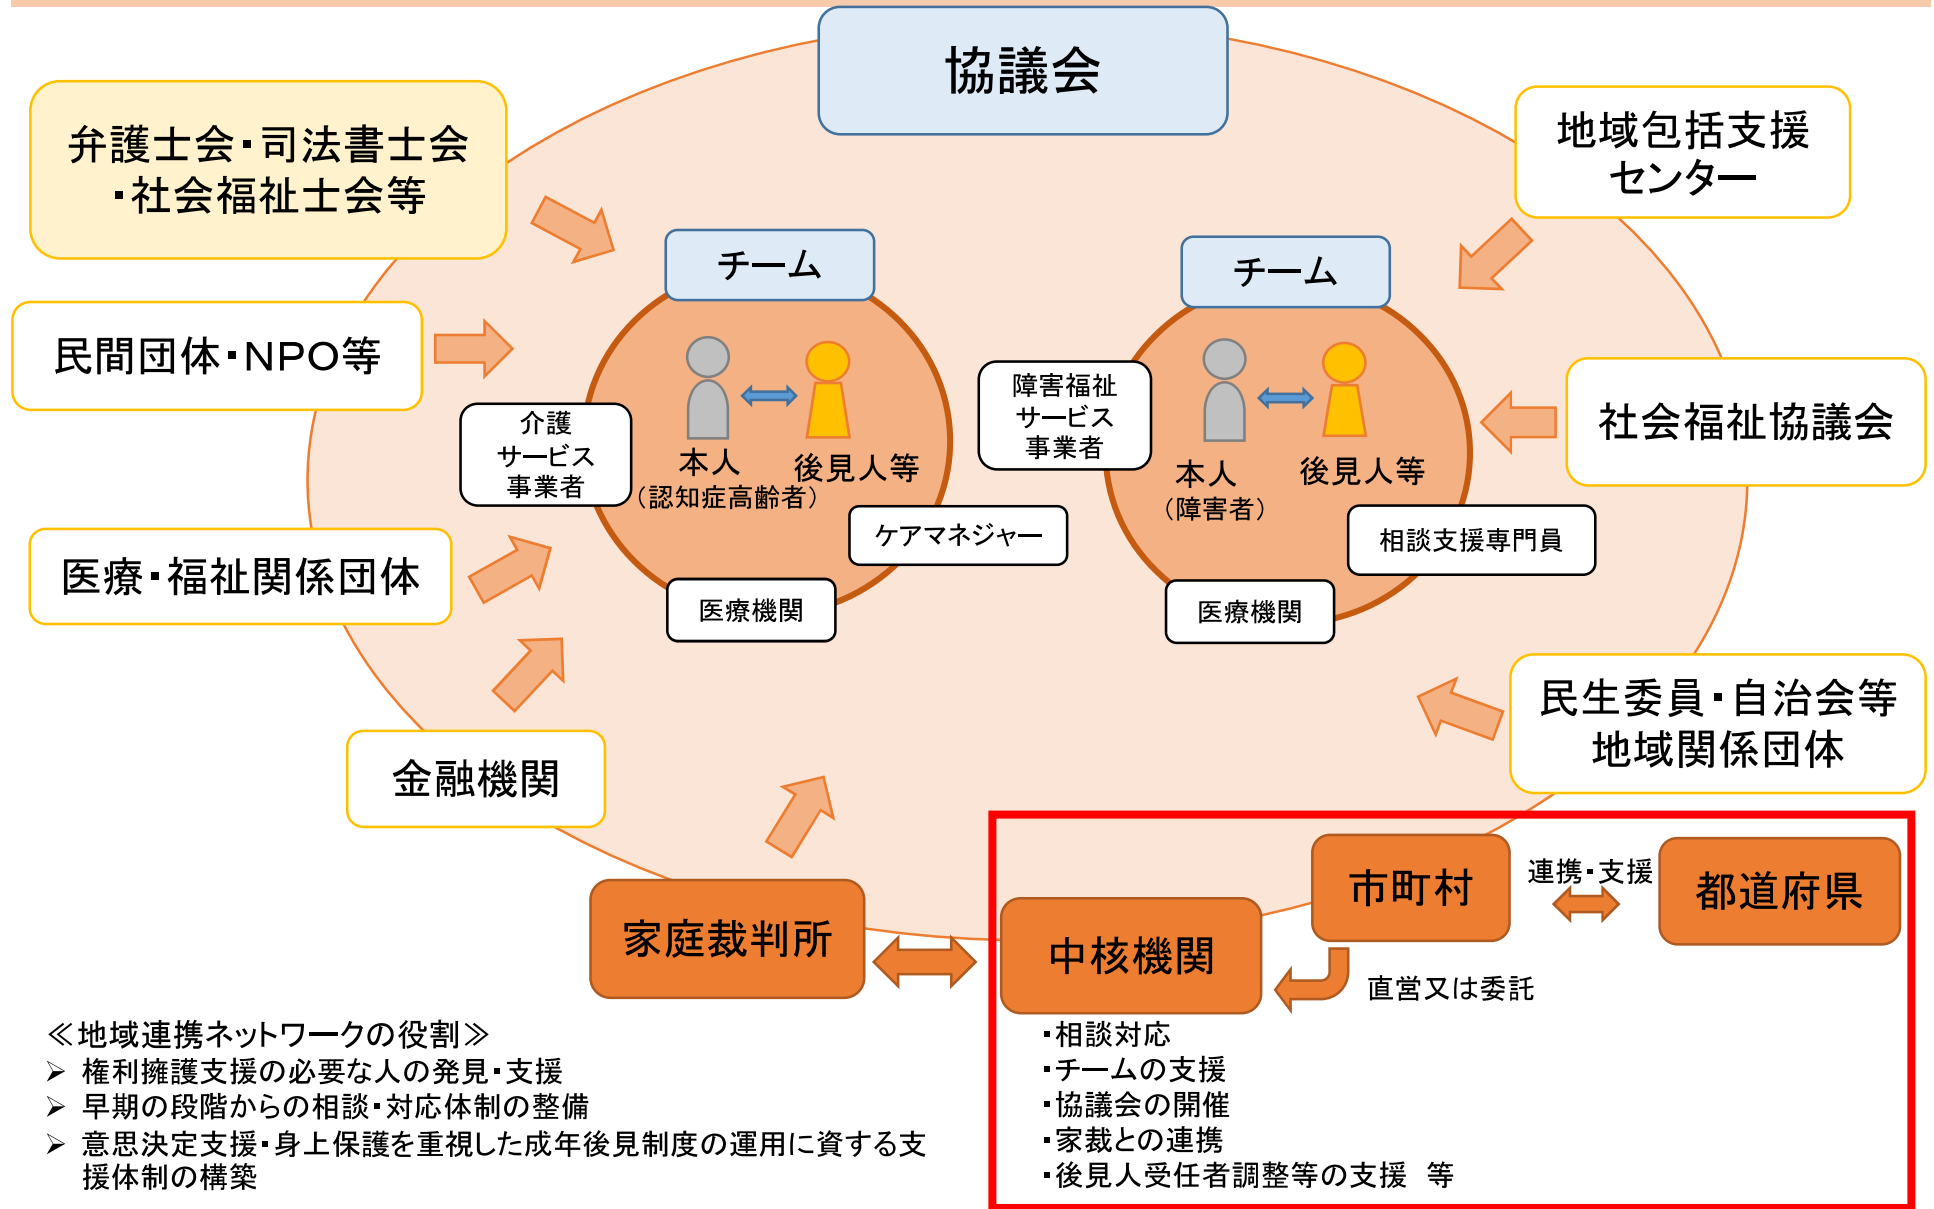 協議会
弁護士会・司法書士会
・社会福祉士会等
地域包括支援
センター
チーム
チーム
民間団体・NPO等
介護
サービス
事業者
本人
（認知症高齢者）
後見人等
ケアマネジャー
医療機関
障害福祉
サービス
事業者
本人
（障害者）
後見人等
相談支援専門員
医療機関
社会福祉協議会
医療・福祉関係団体
金融機関
民生委員・自治会等
地域関係団体
家庭裁判所
中核機関
市町村
連携・支援
都道府県
直営又は委託
・相談対応
・チームの支援
・協議会の開催
・家裁との連携
・後見人受任者調整等の支援　等
≪地域連携ネットワークの役割≫
➢ 権利擁護支援の必要な人の発見・支援
➢ 早期の段階からの相談・対応体制の整備
➢ 意思決定支援・身上保護を重視した成年後見制度の運用に資する支
援体制の構築